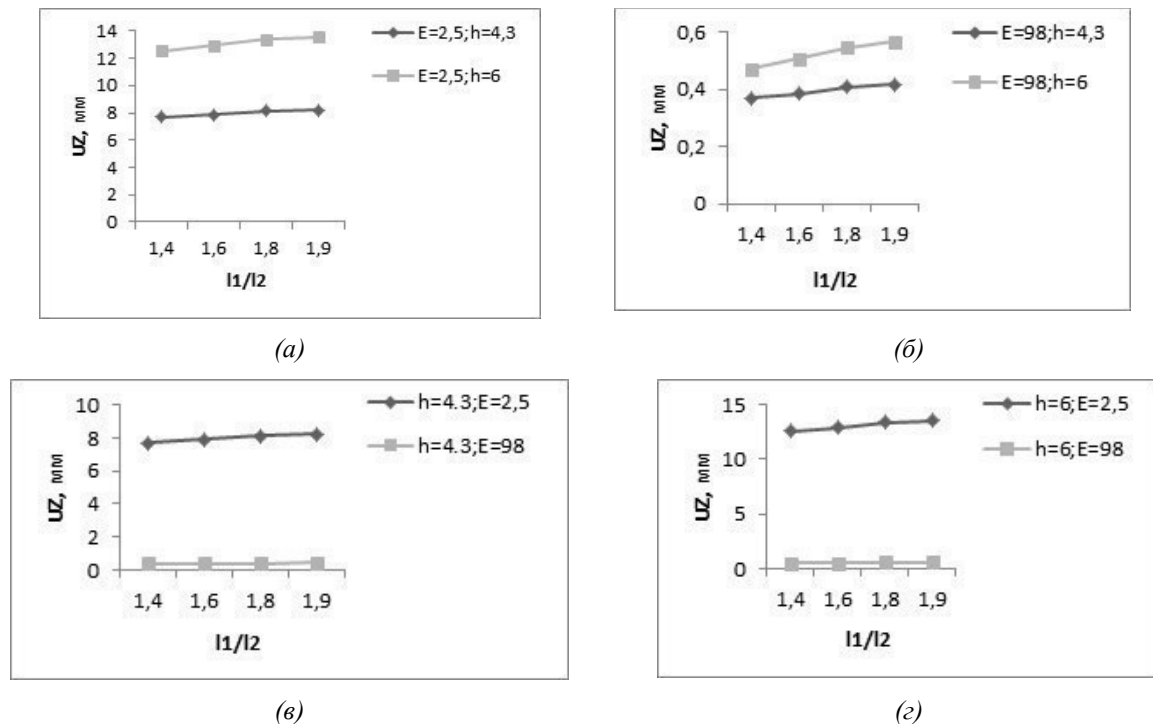 UZ, мм
14
12
10
8
6
4
2
0
1,4 1,6 1,8 1,9
l1/l2
E=2,5;h=4,3
E=2,5;h=6
(а)
UZ, мм
0,6
0,4
0,2
0
1,4 1,6 1,8 1,9
l1/l2
E=98;h=4,3
E=98;h=6
(б)
UZ, мм
10
8
6
4
2
0
1,4 1,6 1,8 1,9
l1/l2
h=4.3;E=2,5
h=4.3;E=98
(в)
UZ, мм
15
10
5
0
1,4 1,6 1,8 1,9
l1/l2
h=6;E=2,5
h=6;E=98
(г)